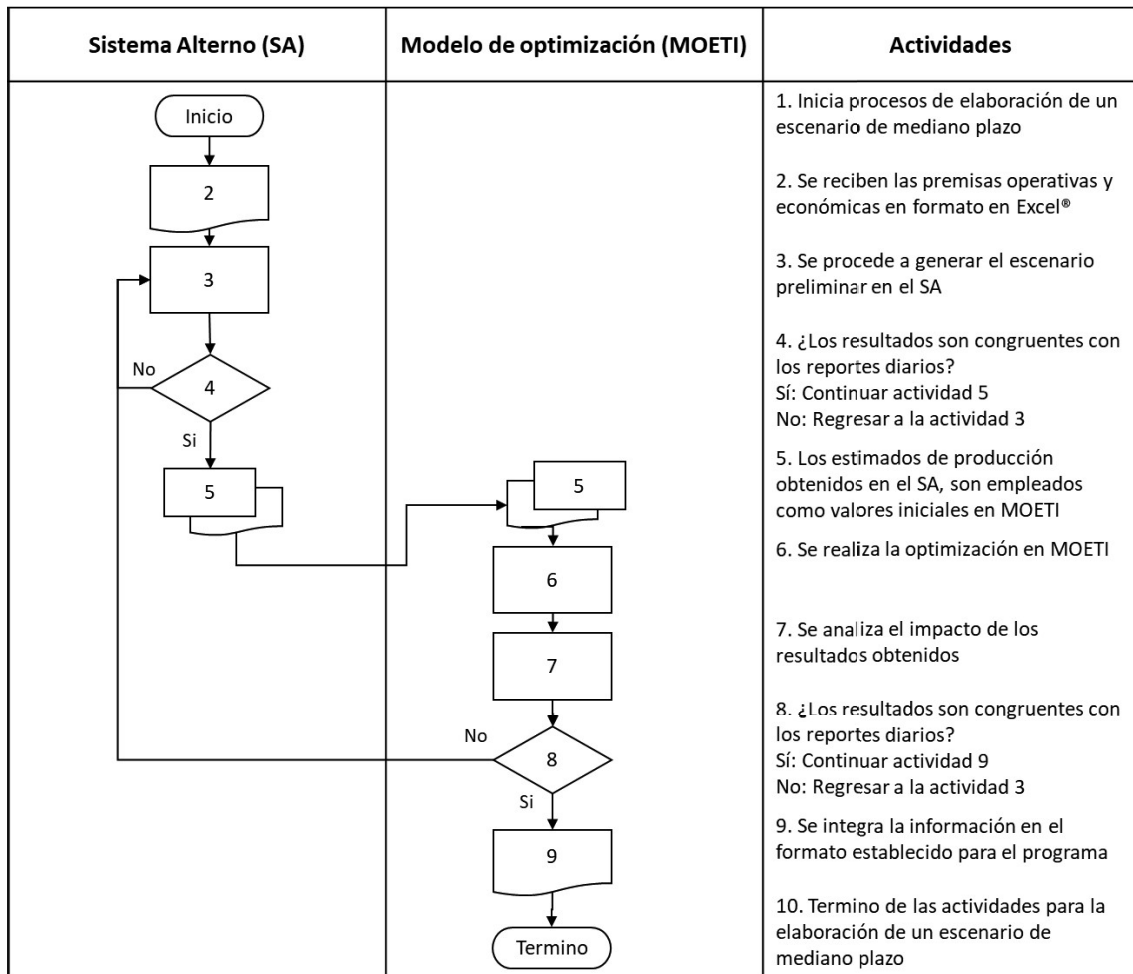 Sistema Alterno (SA)
Modelo de optimización (MOETI)
Actividades
Inicio
2
3
No
4
Si
5
5
6
7
No
8
Si
9
Termino
1. Inicia procesos de elaboración de un
escenario de mediano plazo
2. Se reciben las premisas operativas y
económicas en formato en Excel®
3. Se procede a generar el escenario
preliminar en el SA
4. ¿Los resultados son congruentes con
los reportes diarios?
Sí: Continuar actividad 5
No: Regresar a la actividad 3
5. Los estimados de producción
obtenidos en el SA, son empleados
como valores iniciales en MOETI
6. Se realiza la optimización en MOETI
7. Se analiza el impacto de los
resultados obtenidos
8. ¿Los resultados son congruentes con
los reportes diarios?
Sí: Continuar actividad 9
No: Regresar a la actividad 3
9. Se integra la información en el
formato establecido para el programa
10. Termino de las actividades para la
elaboración de un escenario de
mediano plazo